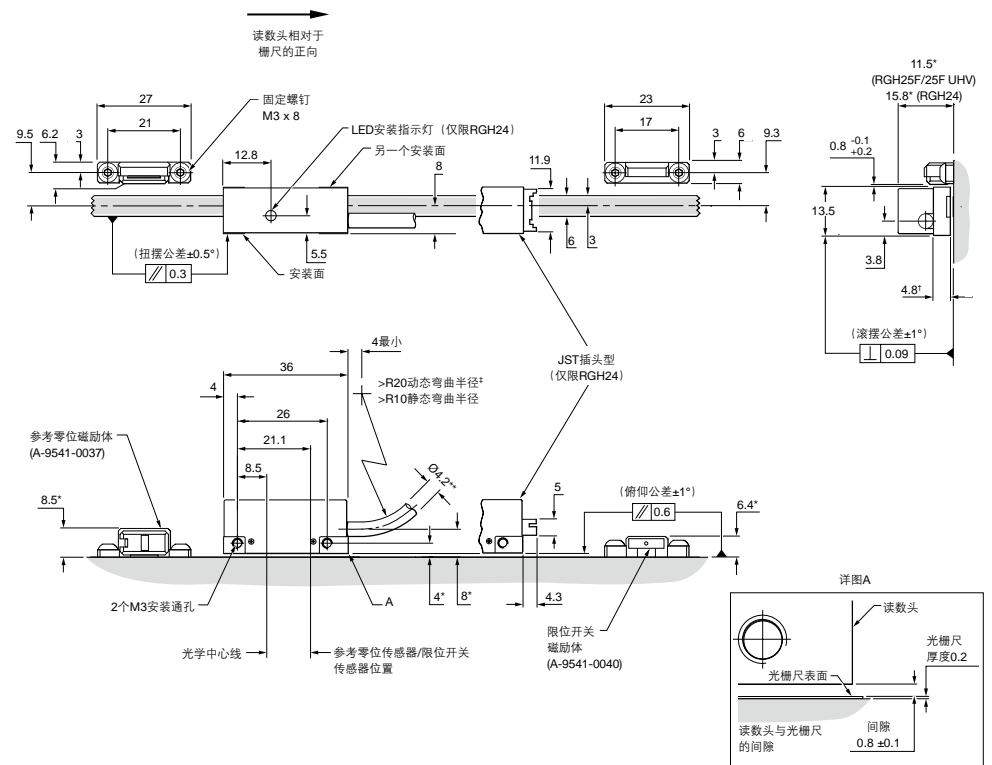 读数头相对于
栅尺的正向
27
21
9.5
6.2
3
固定螺钉
M3 x 8
LED安装指示灯（仅限RGH24）
另一个安装面
12.8
8
11.9
23
17
3
6
9.3
11.5*
(RGH25F/25F UHV)
15.8* (RGH24)
0.8 -0.1
+0.2
13.5
3.8
4.8†
（扭摆公差±0.5°）
0.3
5.5
安装面
6
3
（滚摆公差±1°）
0.09
JST插头型
（仅限RGH24）
4最小
36
4
>R20动态弯曲半径‡
>R10静态弯曲半径
26
21.1
8.5
参考零位磁励体
(A-9541-0037)
8.5*
Ø4.2**
5
（俯仰公差±1°）
0.6
6.4*
2个M3安装通孔
A
4*
8*
4.3
限位开关
磁励体
(A-9541-0040)
光学中心线
参考零位传感器/限位开关
传感器位置
详图A
读数头
光栅尺
厚度0.2
光栅尺表面
读数头与光栅尺
的间隙
间隙
0.8 ±0.1